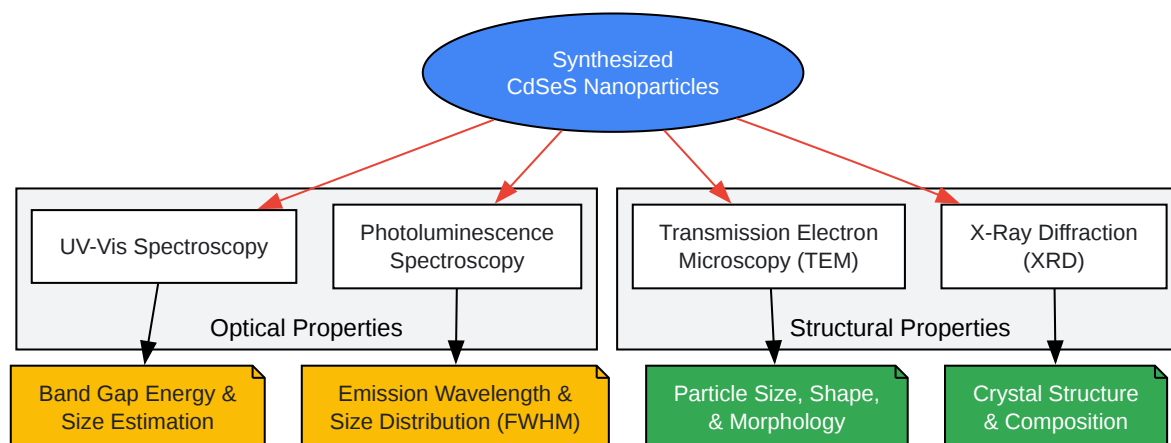 Synthesized
CdSeS Nanoparticles
UV-Vis Spectroscopy
Photoluminescence
Spectroscopy
Transmission Electron
Microscopy (TEM)
X-Ray Diffraction
(XRD)
Optical Properties
Structural Properties
Band Gap Energy &
Size Estimation
Emission Wavelength &
Size Distribution (FWHM)
Particle Size, Shape,
& Morphology
Crystal Structure
& Composition